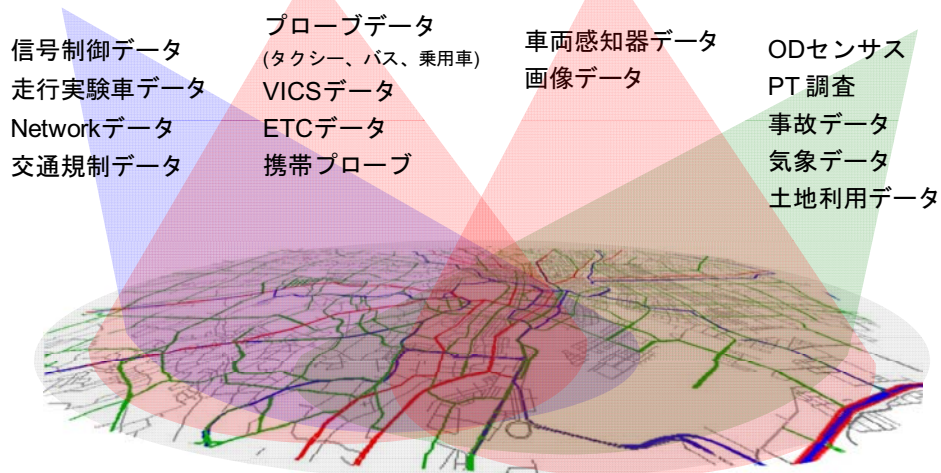 信号制御データ
走行実験車データ
Networkデータ
交通規制データ
プローブデータ
(タクシー、バス、乗用車)
VICSデータ
ETCデータ
携帯プローブ
車両感知器データ
画像データ
ODセンサス
PT 調査
事故データ
気象データ
土地利用データ